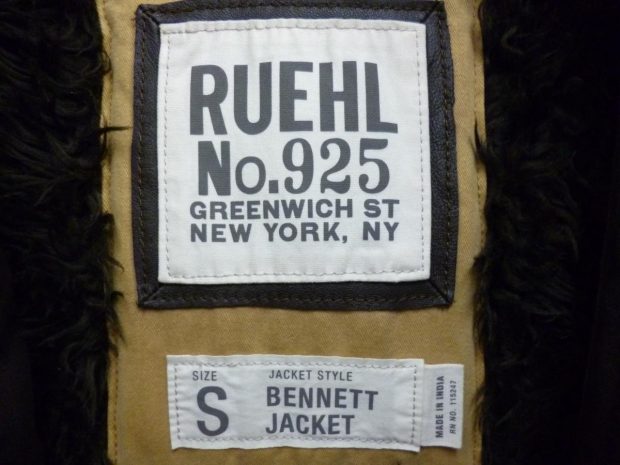 RUEHL
No.925
GREENWICH ST
NEW YORK, NY
SIZE
S
JACKET STYLE
BENNETT
JACKET
MADE IN INDIA
RN NO. 115247